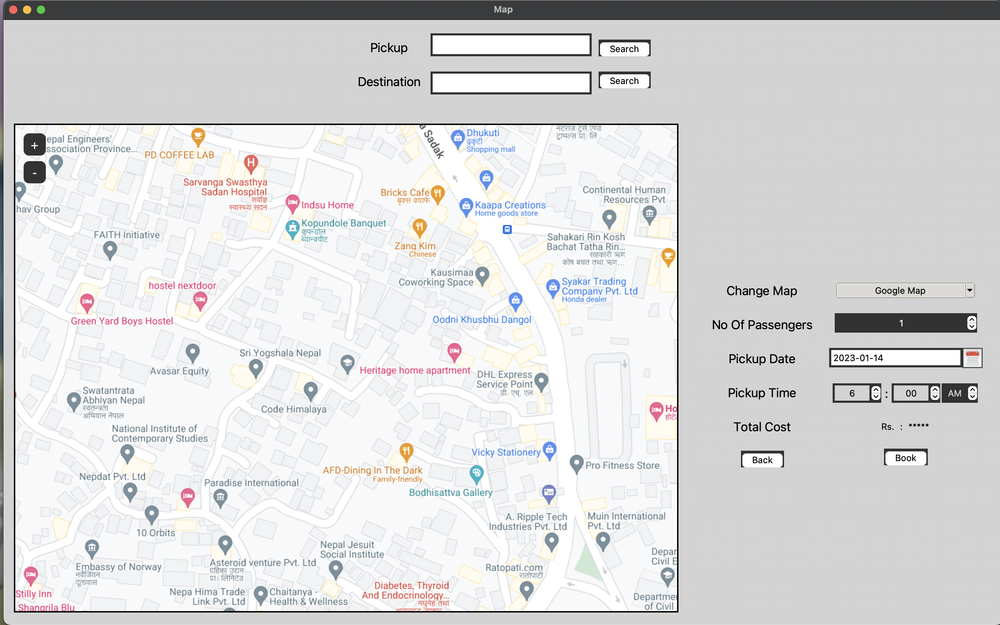 Map
Pickup
Search
Destination
Search
+
-
epal Engineers'
ssociation Province...
PD COFFEE LAB
a Sadak
Dhukuti
ढुकुटी
Shopping mall
नटराज टुर्स एण्ड
ट्राभल्स प्रा. लि
Sarvanga Swasthya
Sadan Hospital
सर्वाङ्ग
स्वास्थ्य सदन
hav Group
Indsu Home
Bricks Cafe
बृक्स क्याफे
Kaapa Creations
Home goods store
Continental Human
Resources Pvt
Kopundole Banquet
कुपन्डोल
ब्यान्क्वीट
FAITH Initiative
Zang Kim
Chinese
Sahakari Rin Kosh
Bachat Tatha Rin...
सहकारी ऋण
कोष बचत तथा ऋण...
Kausimaa
Coworking Space
hostel nextdoor
Syakar Trading
Company Pvt. Ltd
Honda dealer
Green Yard Boys Hostel
Oodni Khusbhu Dangol
Sri Yogshala Nepal
Avasar Equity
Heritage home apartment
DHL Express
Service Point
डी. एच्. एल
Swatantrata
Abhiyan Nepal
स्वतन्त्रता
अभियान नेपाल
Code Himalaya
Ho
होटे
National Institute of
Contemporary Studies
Vicky Stationery
Pro Fitness Store
AFD-Dining In The Dark
Family-friendly
Nepdat Pvt. Ltd
Paradise International
Bodhisattva Gallery
100
A. Ripple Tech
Industries Pvt. Ltd
Muin International
Pvt. Ltd
10 Orbits
Nepal Jesuit
Social Institute
Depar
Civil E
Embassy of Norway
नर्वेजियन
दूतावास
Asteroid venture Pvt. Ltd
ग्रहिका उद्यम
प्रा। लिमिटेड
Ratopati.com
रातोपाटी
Stilly Inn
Shangrila Blu
Nepa Hima Trade
Link Pvt. Ltd
Chaitanya -
Health & Wellness
Diabetes, Thyroid
And Endocrinology...
मधुमेह तथा
Departme
of Civil
Change Map
Google Map
No Of Passengers
1
Pickup Date
2023-01-14
Pickup Time
6 : 00 AM
Total Cost
Rs. : *****
Back
Book